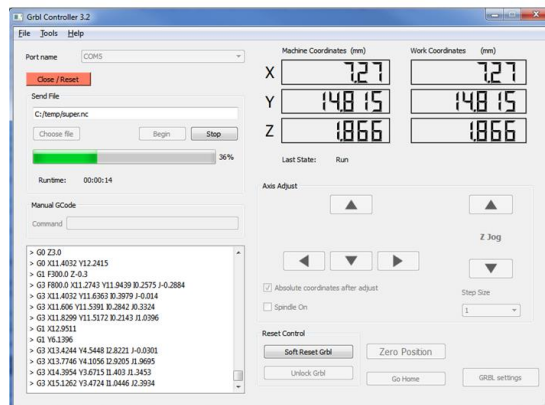 Grbl Controller 3.2
File Tools Help
Port name COM5
Close / Reset
Send File
C:/temp/super.nc
Choose file Begin Stop
36%
Runtime: 00:00:14
Manual GCode
Command
> G0 Z3.0
> G0 X11.4032 Y12.2415
> G1 F300.0 Z-0.3
> G3 F800.0 X11.2743 Y11.9439 I0.2575 J-0.2884
> G3 X11.4032 Y11.6363 I0.3979 J-0.014
> G3 X11.606 Y11.5391 I0.2842 J0.3324
> G3 X11.8299 Y11.5172 I0.2143 J1.0396
> G1 X12.9511
> G1 Y6.1396
> G3 X13.4244 Y4.5448 I2.8221 J-0.0301
> G3 X13.7746 Y4.1056 I2.9205 J1.9695
> G3 X14.3954 Y3.6715 I1.403 J1.3453
> G3 X15.1262 Y3.4724 I1.0446 J2.3934
Machine Coordinates (mm) Work Coordinates (mm)
X 7.27 7.27
Y 14.815 14.815
Z 1.866 1.866
Last State: Run
Axis Adjust
Z Jog
Absolute coordinates after adjust
Step Size
Spindle On
1
Reset Control
Soft Reset Grbl Zero Position
Unlock Grbl Go Home GRBL settings